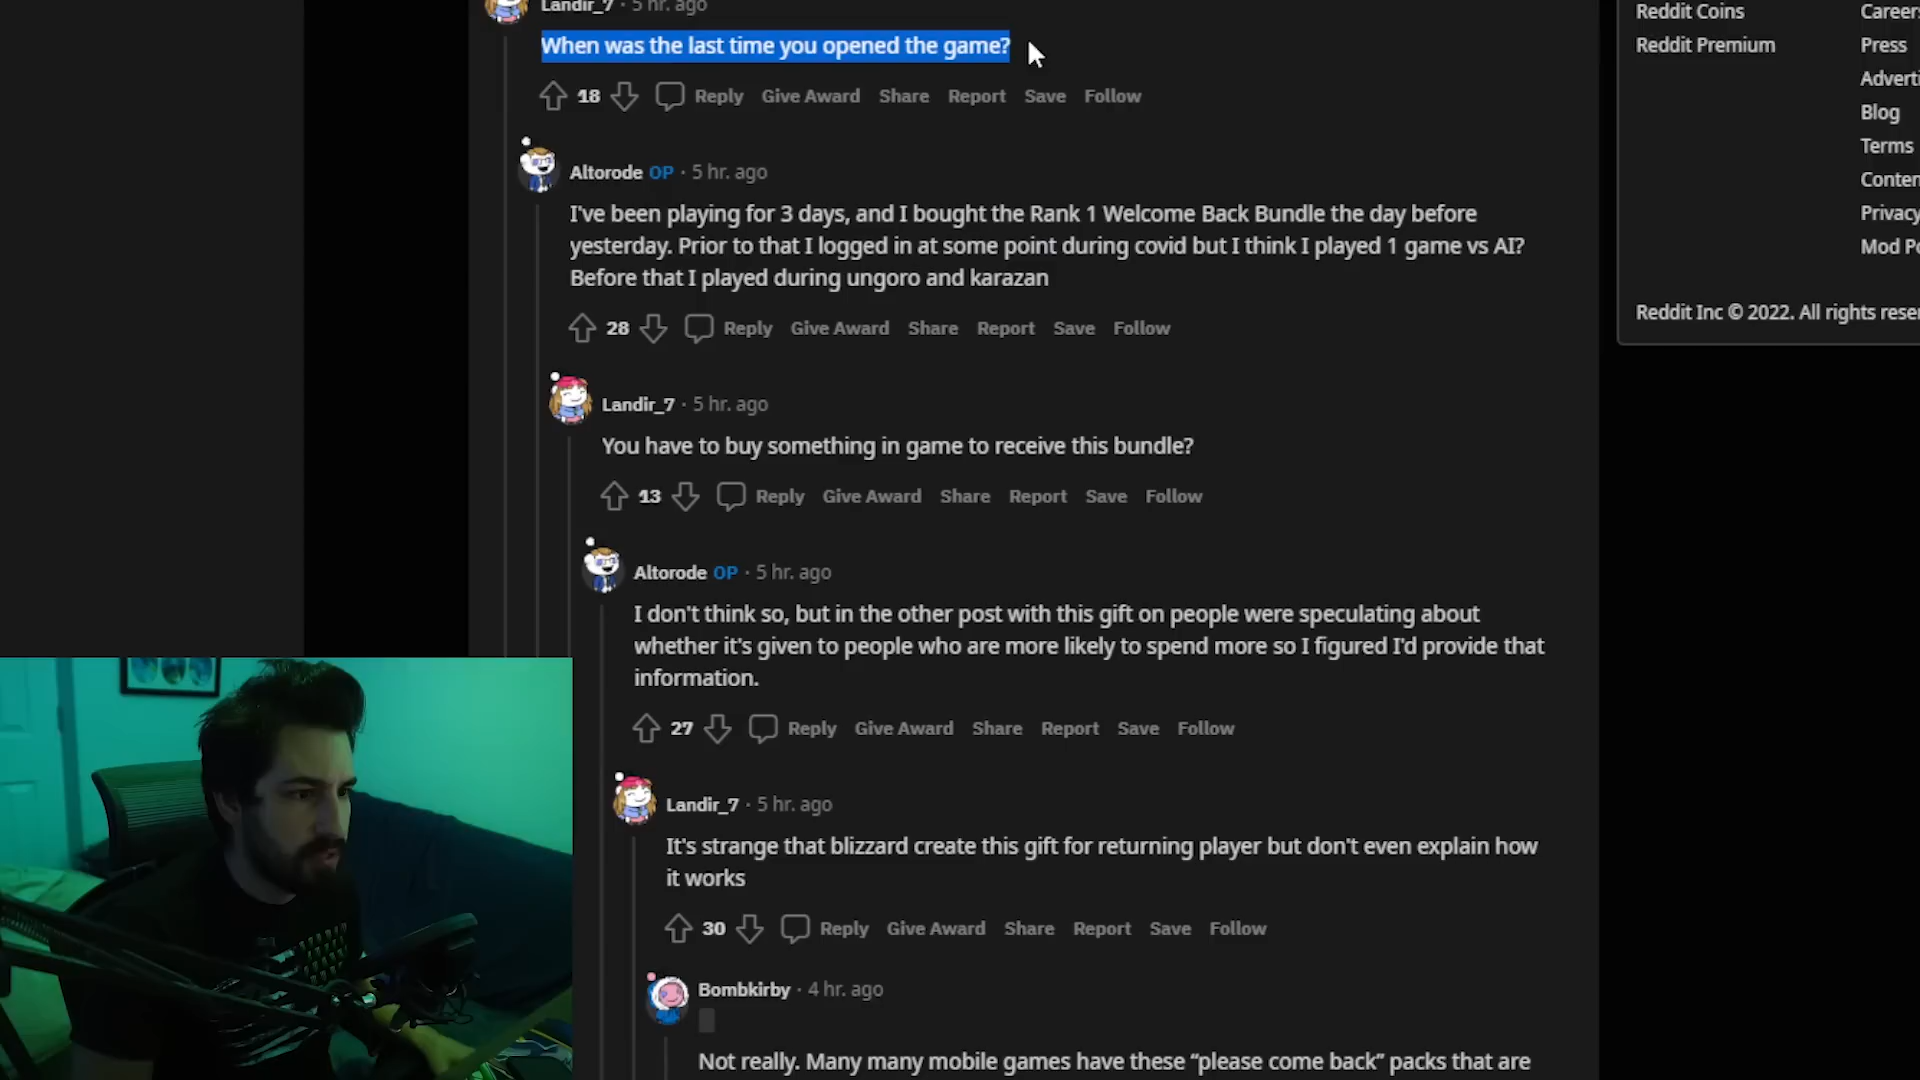 Landir_7 · 5 hr. ago
When was the last time you opened the game?
18 Reply Give Award Share Report Save Follow
Altorode OP · 5 hr. ago
I've been playing for 3 days, and I bought the Rank 1 Welcome Back Bundle the day before
yesterday. Prior to that I logged in at some point during covid but I think I played 1 game vs AI?
Before that I played during ungoro and karazan
28 Reply Give Award Share Report Save Follow
Landir_7 · 5 hr. ago
You have to buy something in game to receive this bundle?
13 Reply Give Award Share Report Save Follow
Altorode OP · 5 hr. ago
I don't think so, but in the other post with this gift on people were speculating about
whether it's given to people who are more likely to spend more so I figured I'd provide that
information.
27 Reply Give Award Share Report Save Follow
Landir_7 · 5 hr. ago
It's strange that blizzard create this gift for returning player but don't even explain how
it works
30 Reply Give Award Share Report Save Follow
Bombkirby · 4 hr. ago
Not really. Many many mobile games have these “please come back” packs that are
Reddit Coins
Reddit Premium
Careers
Press
Adverti
Blog
Terms
Conten
Privacy
Mod Po
Reddit Inc © 2022. All rights rese